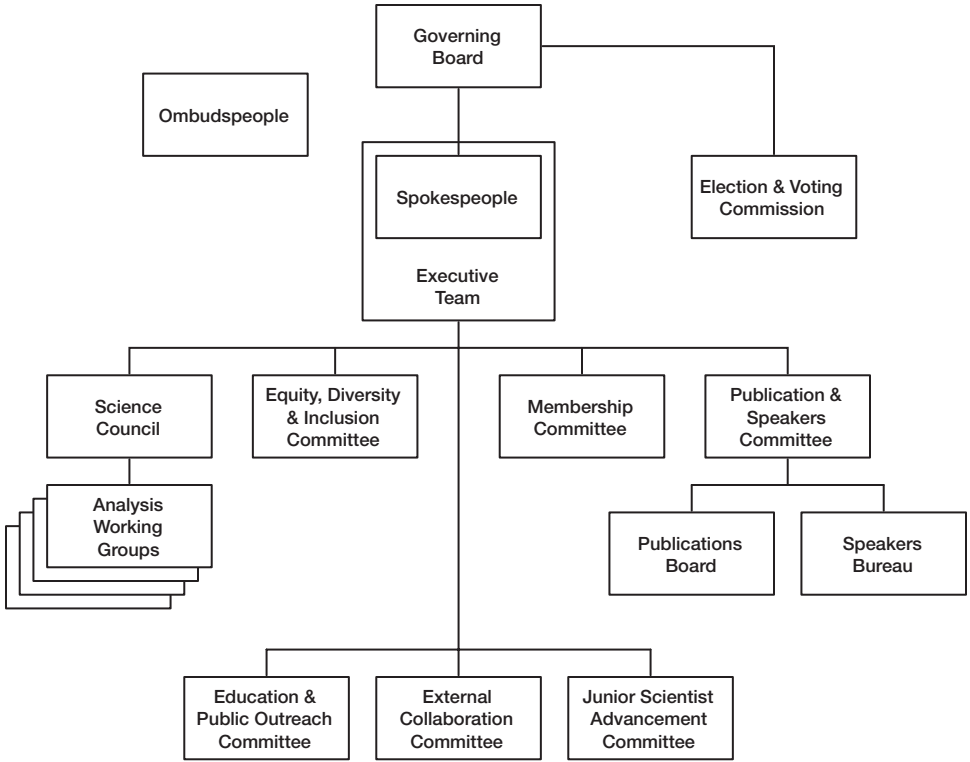 Governing
Board
Ombudspeople
Spokespeople
Election & Voting
Commission
Executive
Team
Science
Council
Equity, Diversity
& Inclusion
Committee
Membership
Committee
Publication &
Speakers
Committee
Analysis
Working
Groups
Publications
Board
Speakers
Bureau
Education &
Public Outreach
Committee
External
Collaboration
Committee
Junior Scientist
Advancement
Committee